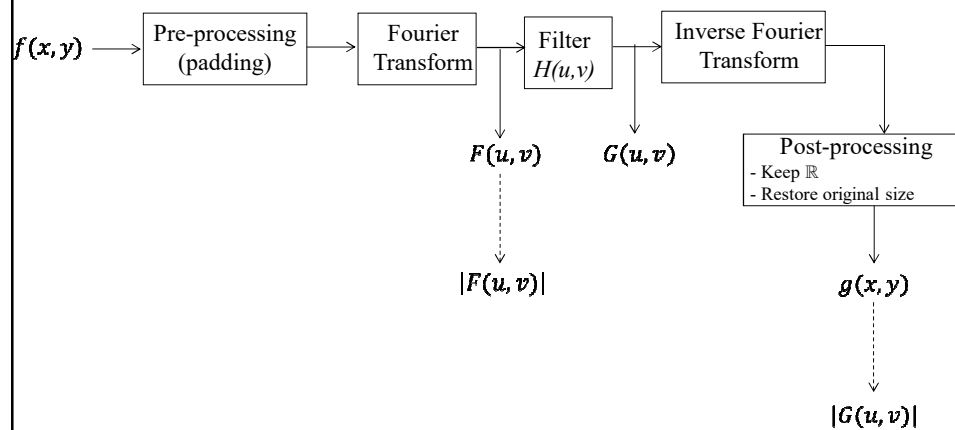 f(x, y)
Pre-processing
(padding)
Fourier
Transform
Filter
H(u,v)
Inverse Fourier
Transform
F(u, v)
G(u, v)
Post-processing
- Keep ℝ
- Restore original size
|F(u, v)|
g(x, y)
|G(u, v)|